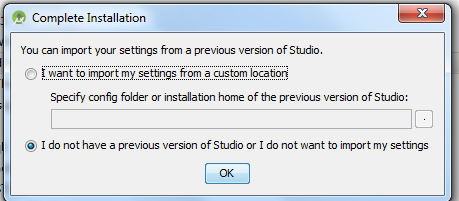 Complete Installation
You can import your settings from a previous version of Studio.
I want to import my settings from a custom location
Specify config folder or installation home of the previous version of Studio:
.
I do not have a previous version of Studio or I do not want to import my settings
OK